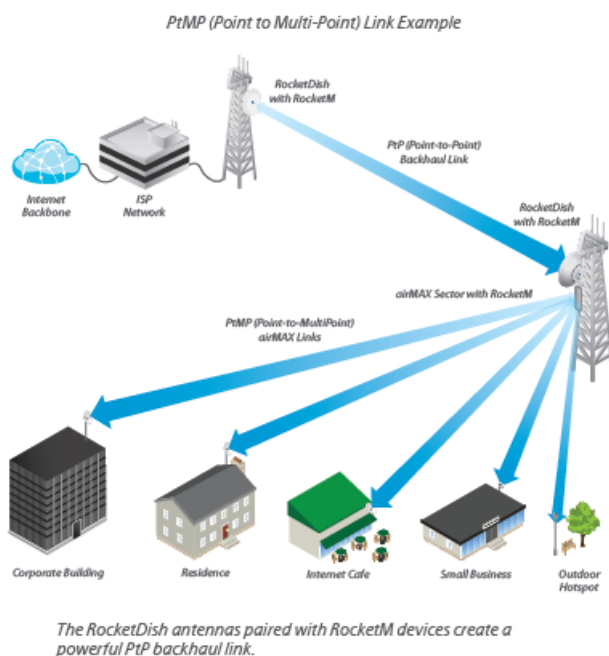 PtMP (Point to Multi-Point) Link Example
RocketDish
with RocketM
PtP (Point-to-Point)
Backhaul Link
Internet
Backbone
ISP
Network
RocketDish
with RocketM
airMAX Sector with RocketM
PtMP (Point-to-MultiPoint)
airMAX Links
Corporate Building
Residence
Internet Cafe
Small Business
Outdoor
Hotspot
The RocketDish antennas paired with RocketM devices create a
powerful PtP backhaul link.